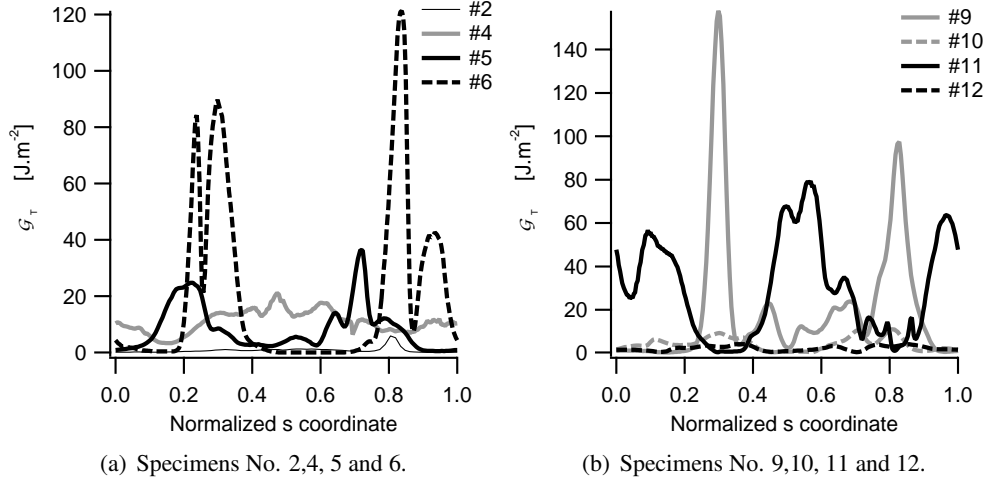 120
100
80
60
40
20
0
[J.m⁻²]
𝒢_T
0.0 0.2 0.4 0.6 0.8 1.0
Normalized s coordinate
#2
#4
#5
#6
(a) Specimens No. 2,4, 5 and 6.
140
120
100
80
60
40
20
0
[J.m⁻²]
𝒢_T
0.0 0.2 0.4 0.6 0.8 1.0
Normalized s coordinate
#9
#10
#11
#12
(b) Specimens No. 9,10, 11 and 12.